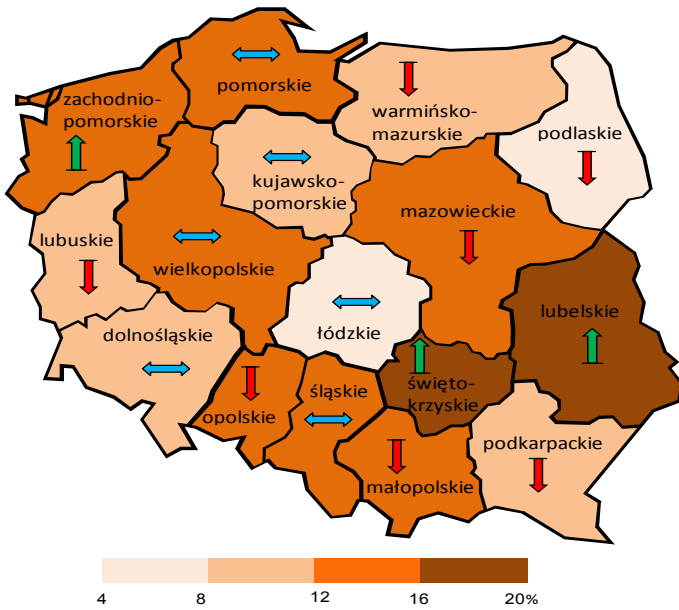 pomorskie
zachodnio-
pomorskie
warmińsko-
mazurskie
podlaskie
kujawsko-
pomorskie
mazowieckie
lubuskie
wielkopolskie
łódzkie
lubelskie
dolnośląskie
opolskie
śląskie
święto-
krzyskie
podkarpackie
małopolskie
4 8 12 16 20%